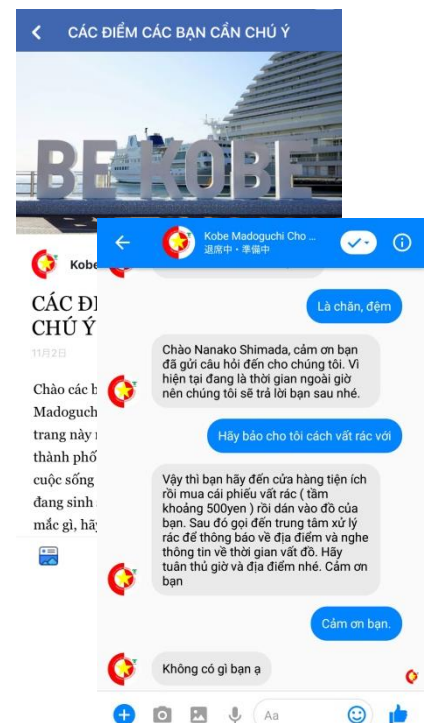 CÁC ĐIỂM CÁC BẠN CẦN CHÚ Ý
BE KOBE
Kobe
CÁC ĐI
CHÚ Ý
11月2日
Chào các b
Madoguch
trang này
thành phố
cuộc sống
đang sinh
mắc gì, hãy
Kobe Madoguchi Cho ...
退席中・準備中
Là chăn, đệm
Chào Nanako Shimada, cảm ơn bạn
đã gửi câu hỏi đến cho chúng tôi. Vì
hiện tại đang là thời gian ngoài giờ
nên chúng tôi sẽ trả lời bạn sau nhé.
Hãy bảo cho tôi cách vất rác với
Vậy thì bạn hãy đến cửa hàng tiện ích
rồi mua cái phiếu vất rác ( tầm
khoảng 500yen ) rồi dán vào đồ của
bạn. Sau đó gọi đến trung tâm xử lý
rác để thông báo về địa điểm và nghe
thông tin về thời gian vất đồ. Hãy
tuân thủ giờ và địa điểm nhé. Cảm ơn
bạn
Cảm ơn bạn.
Không có gì bạn ạ
Aa